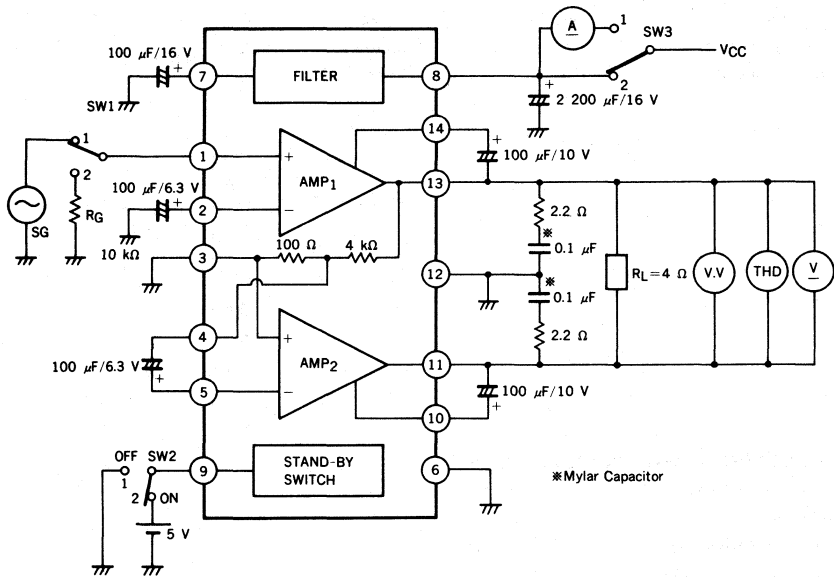 A
1
SW3
VCC
2
2 200 μF/16 V
100 μF/16 V
+
7
FILTER
8
+
SW1
1
2
SG
RG
1
+
AMP1
14
+
100 μF/10 V
13
100 μF/6.3 V
+
2
−
10 kΩ
3
100 Ω
4 kΩ
12
2.2 Ω
※
0.1 μF
※
0.1 μF
2.2 Ω
RL=4 Ω
V.V
THD
V
4
100 μF/6.3 V
+
5
+
AMP2
−
11
100 μF/10 V
+
10
OFF
SW2
1
2
ON
5 V
9
STAND-BY
SWITCH
6
※Mylar Capacitor